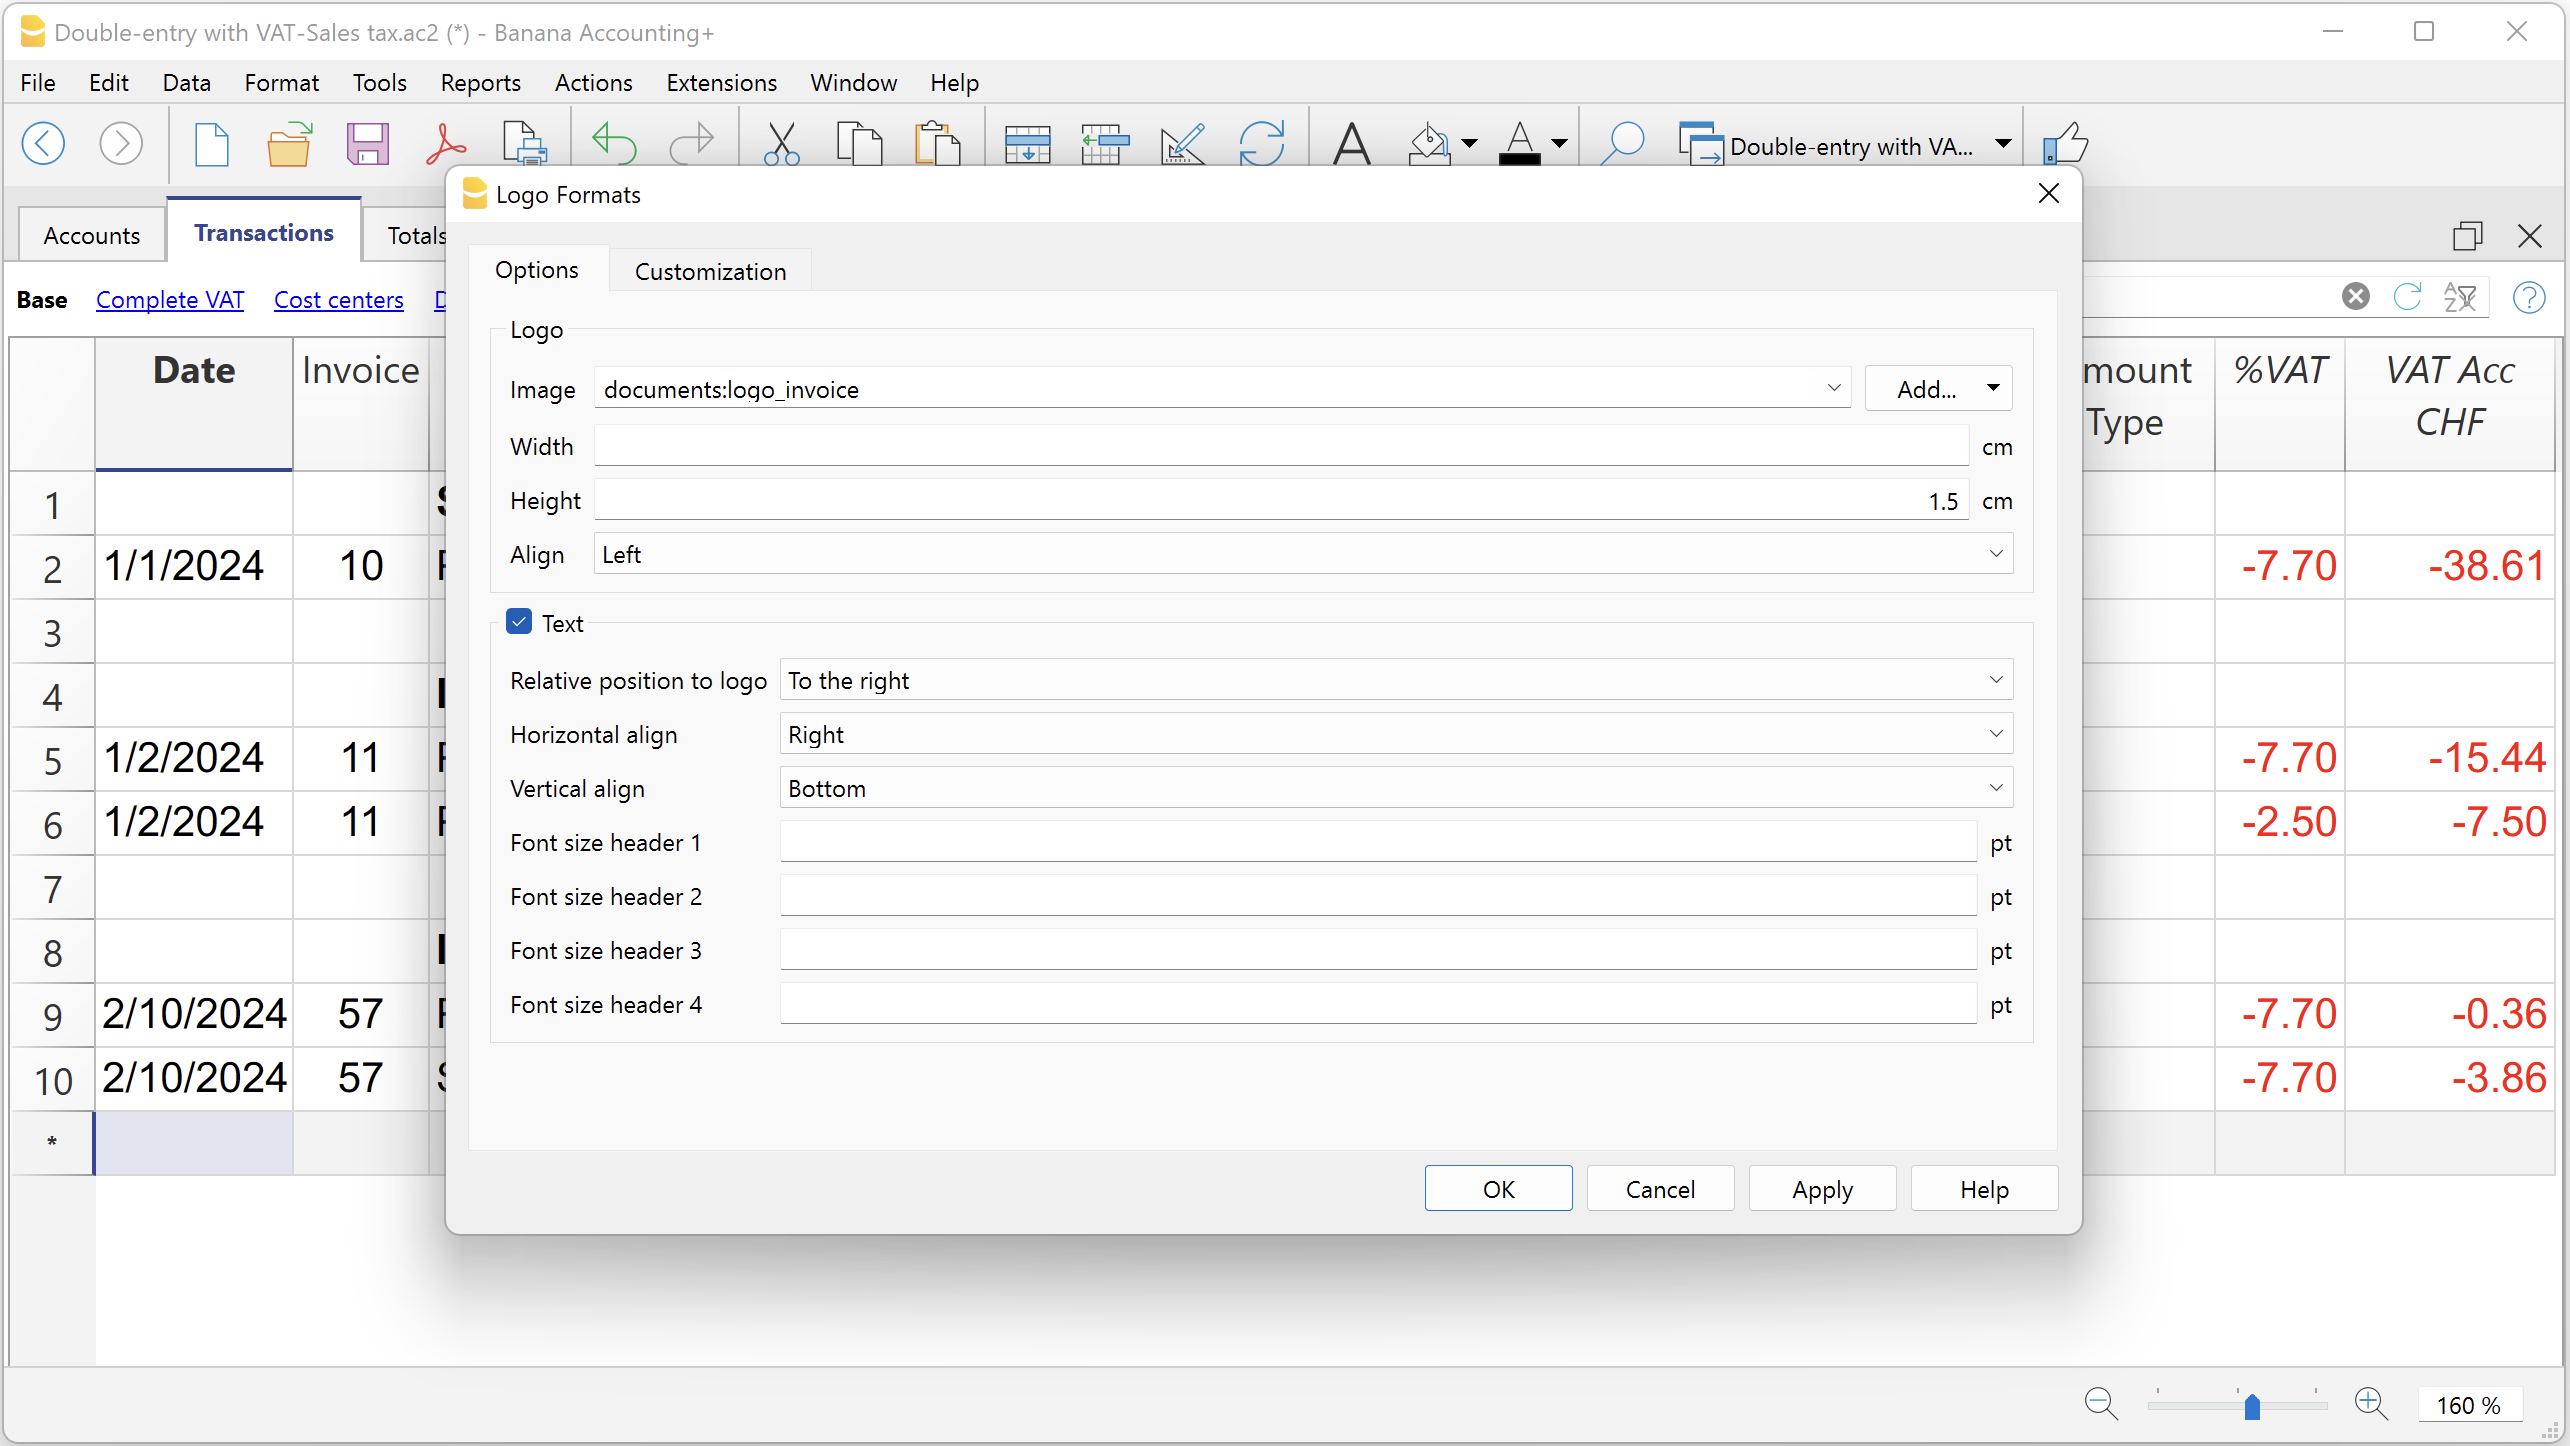 Double-entry with VAT-Sales tax.ac2 (*) - Banana Accounting+
File Edit Data Format Tools Reports Actions Extensions Window Help
Double-entry with VA...
Logo Formats
Accounts Transactions Totals
Options Customization
Base Complete VAT Cost centers
Logo
Date Invoice mount Type %VAT VAT Acc CHF
Image documents:logo_invoice Add...
Width cm
Height 1.5 cm
Align Left
Text
Relative position to logo To the right
Horizontal align Right
Vertical align Bottom
Font size header 1 pt
Font size header 2 pt
Font size header 3 pt
Font size header 4 pt
OK Cancel Apply Help
1
2 1/1/2024 10 -7.70 -38.61
3
4
5 1/2/2024 11 -7.70 -15.44
6 1/2/2024 11 -2.50 -7.50
7
8
9 2/10/2024 57 -7.70 -0.36
10 2/10/2024 57 -7.70 -3.86
*
160 %